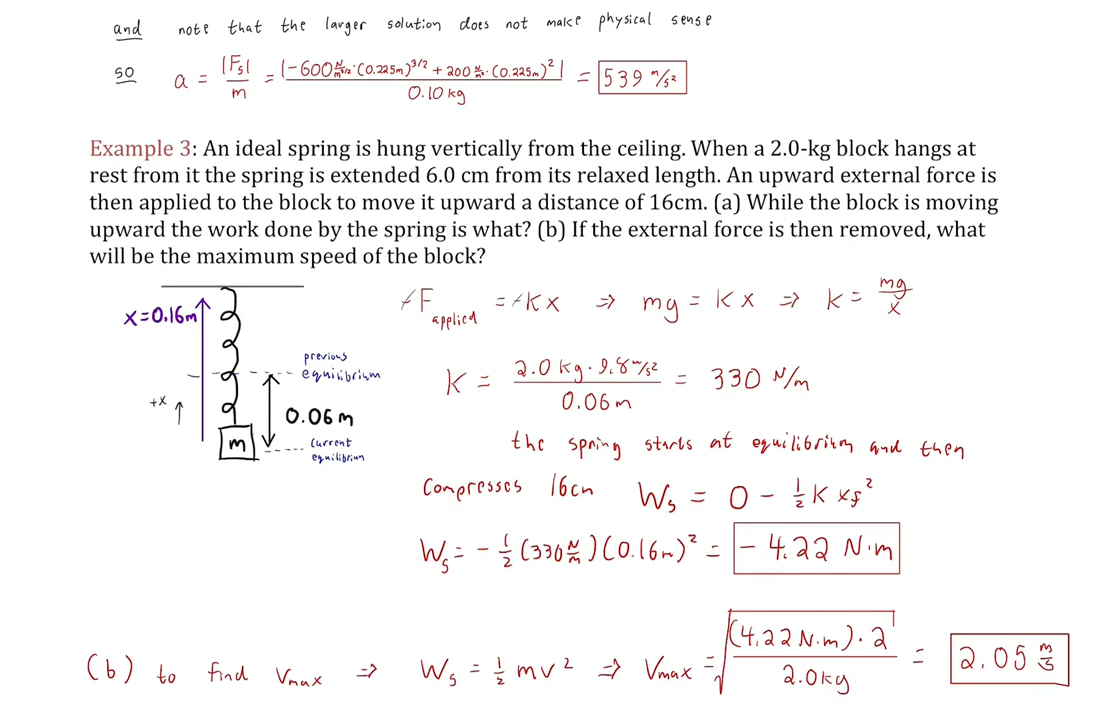 and note that the larger solution does not make physical sense
so a = |Fs|/m = |-600 N/m^3/2 · (0.225m)^3/2 + 200 N/m² · (0.225m)^2| / 0.10 kg = 539 m/s²
Example 3: An ideal spring is hung vertically from the ceiling. When a 2.0-kg block hangs at
rest from it the spring is extended 6.0 cm from its relaxed length. An upward external force is
then applied to the block to move it upward a distance of 16cm. (a) While the block is moving
upward the work done by the spring is what? (b) If the external force is then removed, what
will be the maximum speed of the block?
x=0.16m
previous
equilibrium
+x
0.06m
m
current
equilibrium
-F applied = -Kx ⇒ mg = Kx ⇒ k = mg/x
K = 2.0 kg · 9.8 m/s² / 0.06m = 330 N/m
the spring starts at equilibrium and then
compresses 16cm Ws = 0 - 1/2 K xf²
Ws = - 1/2 (330 N/m)(0.16m)² = - 4.22 N·m
(b) to find Vmax ⇒ Ws = 1/2 mv² ⇒ Vmax = √((4.22 N·m) · 2 / 2.0kg) = 2.05 m/s